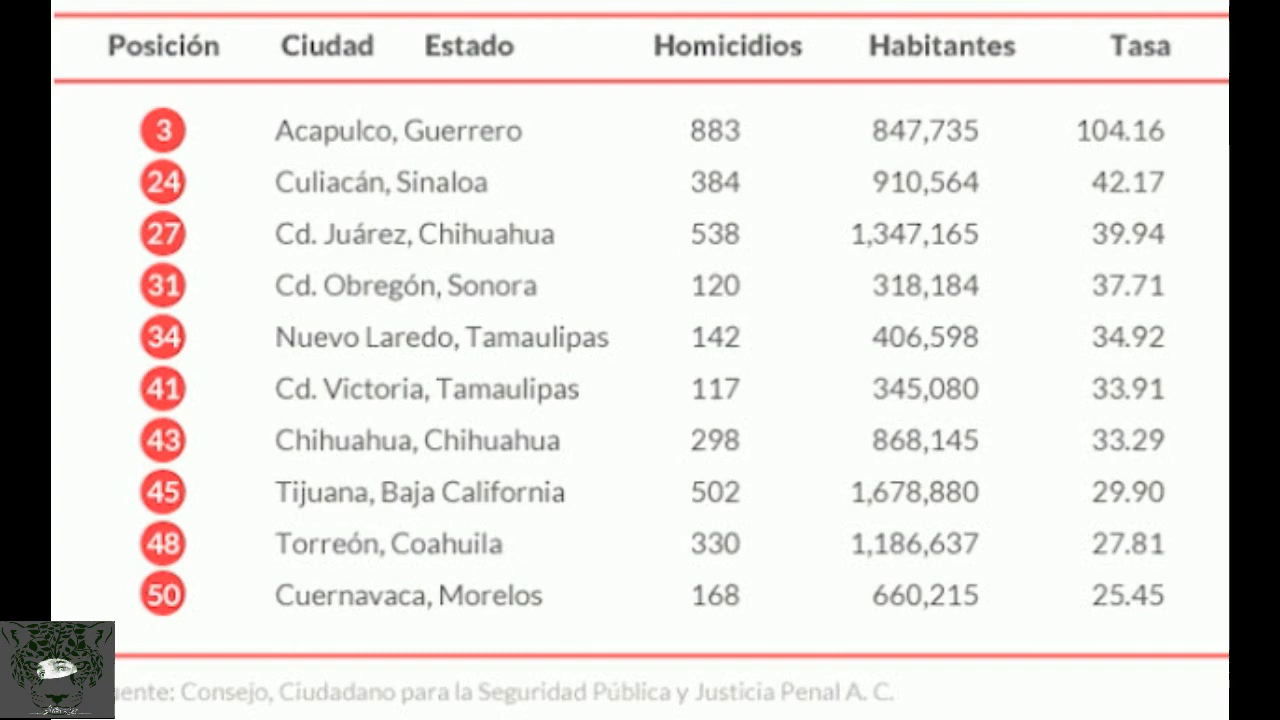 Posición Ciudad Estado Homicidios Habitantes Tasa
3 Acapulco, Guerrero 883 847,735 104.16
24 Culiacán, Sinaloa 384 910,564 42.17
27 Cd. Juárez, Chihuahua 538 1,347,165 39.94
31 Cd. Obregón, Sonora 120 318,184 37.71
34 Nuevo Laredo, Tamaulipas 142 406,598 34.92
41 Cd. Victoria, Tamaulipas 117 345,080 33.91
43 Chihuahua, Chihuahua 298 868,145 33.29
45 Tijuana, Baja California 502 1,678,880 29.90
48 Torreón, Coahuila 330 1,186,637 27.81
50 Cuernavaca, Morelos 168 660,215 25.45
uente: Consejo, Ciudadano para la Seguridad Pública y Justicia Penal A. C.